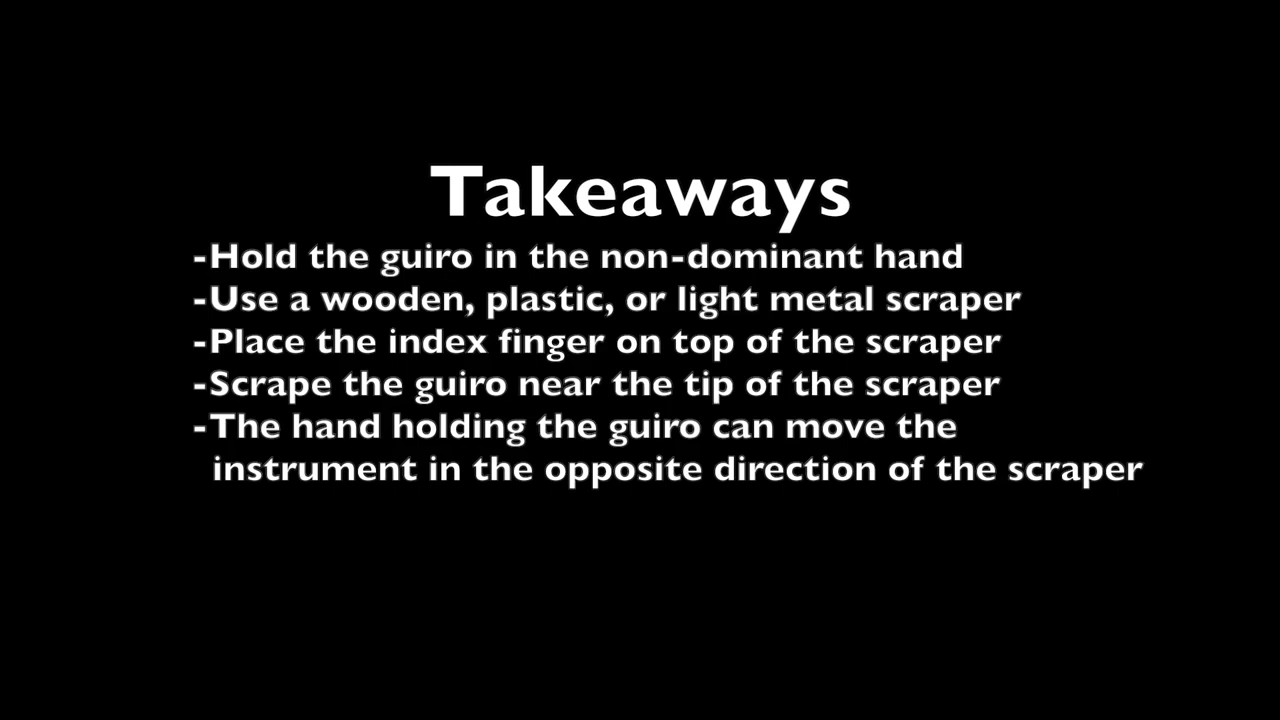 Takeaways
-Hold the guiro in the non-dominant hand
-Use a wooden, plastic, or light metal scraper
-Place the index finger on top of the scraper
-Scrape the guiro near the tip of the scraper
-The hand holding the guiro can move the
instrument in the opposite direction of the scraper